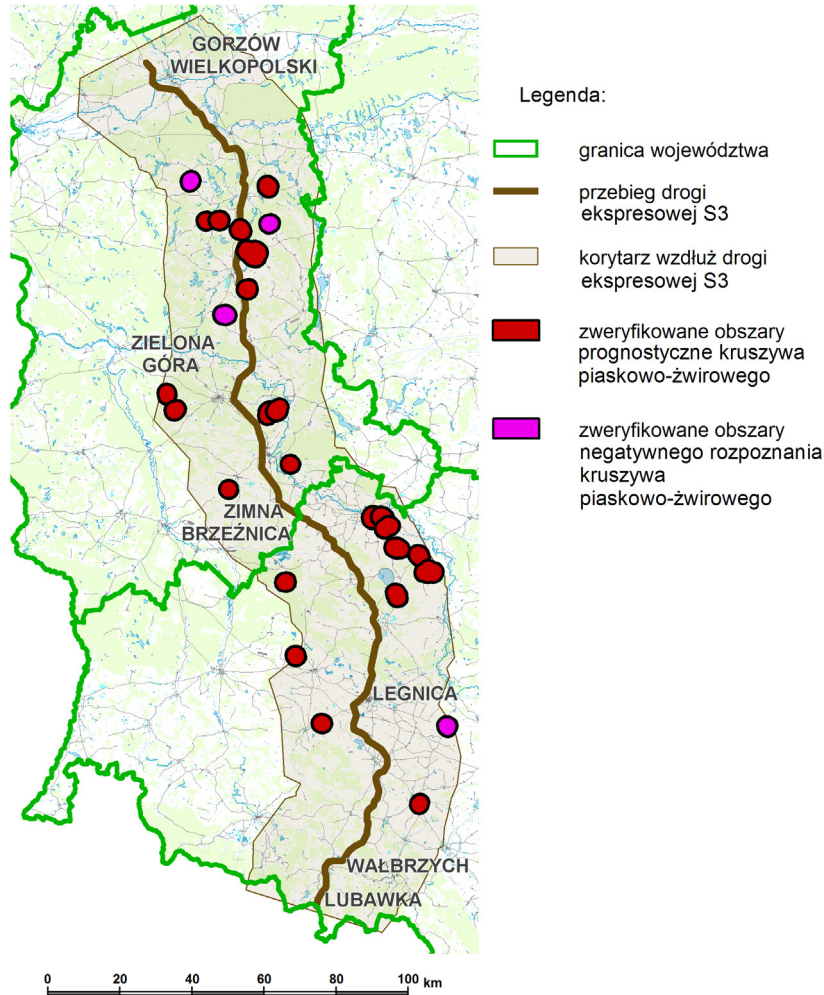 GORZÓW
WIELKOPOLSKI
ZIELONA
GÓRA
ZIMNA
BRZEŹNICA
LEGNICA
WAŁBRZYCH
LUBAWKA
Legenda:
granica województwa
przebieg drogi
ekspresowej S3
korytarz wzdłuż drogi
ekspresowej S3
zweryfikowane obszary
prognostyczne kruszywa
piaskowo-żwirowego
zweryfikowane obszary
negatywnego rozpoznania
kruszywa
piaskowo-żwirowego
0 20 40 60 80 100 km